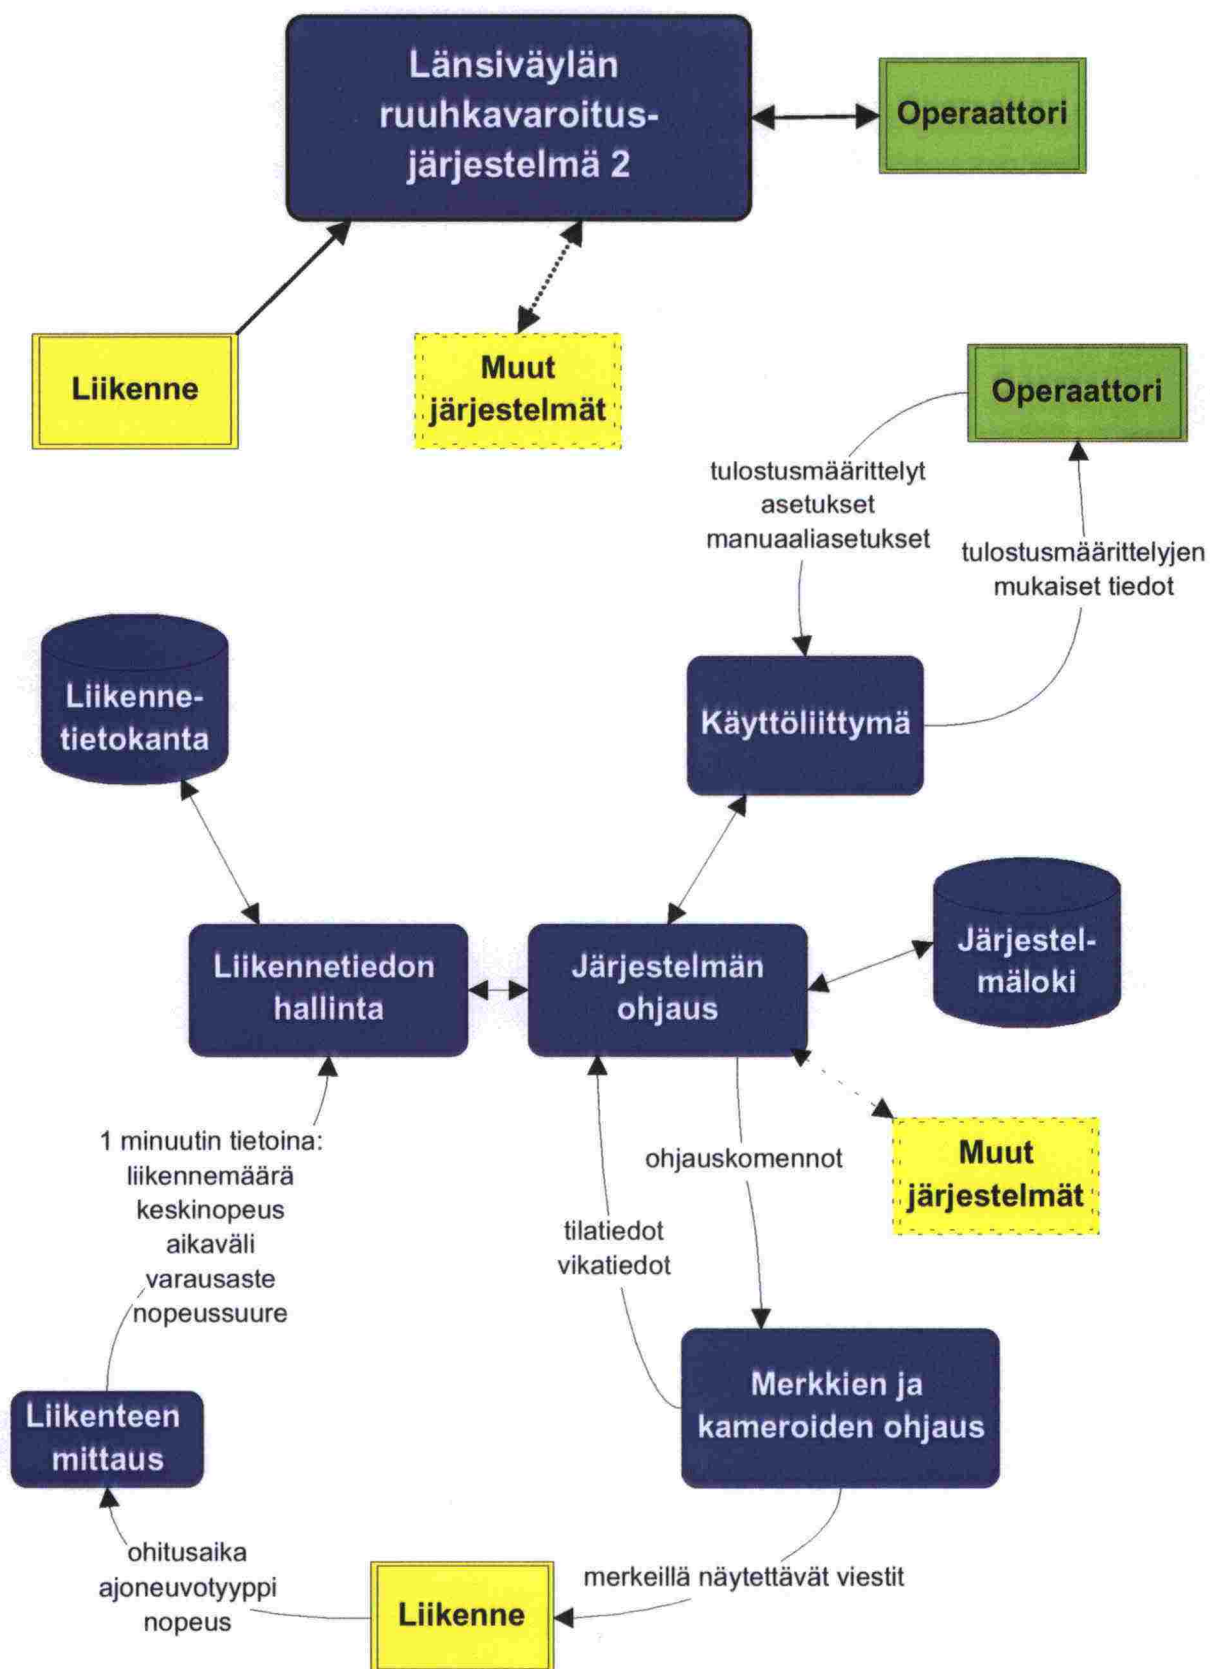 Länsiväylän
ruuhkavaroitus-
järjestelmä 2
Operaattori
Liikenne
Muut
järjestelmät
Operaattori
tulostusmäärittelyt
asetukset
manuaaliasetukset
tulostusmäärittelyjen
mukaiset tiedot
Liikenne-
tietokanta
Käyttöliittymä
Liikennetiedon
hallinta
Järjestelmän
ohjaus
Järjestel-
mäloki
1 minuutin tietoina:
liikennemäärä
keskinopeus
aikaväli
varausaste
nopeussuure
ohjauskomennot
Muut
järjestelmät
tilatiedot
vikatiedot
Merkkien ja
kameroiden ohjaus
Liikenteen
mittaus
ohitusaika
ajoneuvotyyppi
nopeus
Liikenne
merkeillä näytettävät viestit